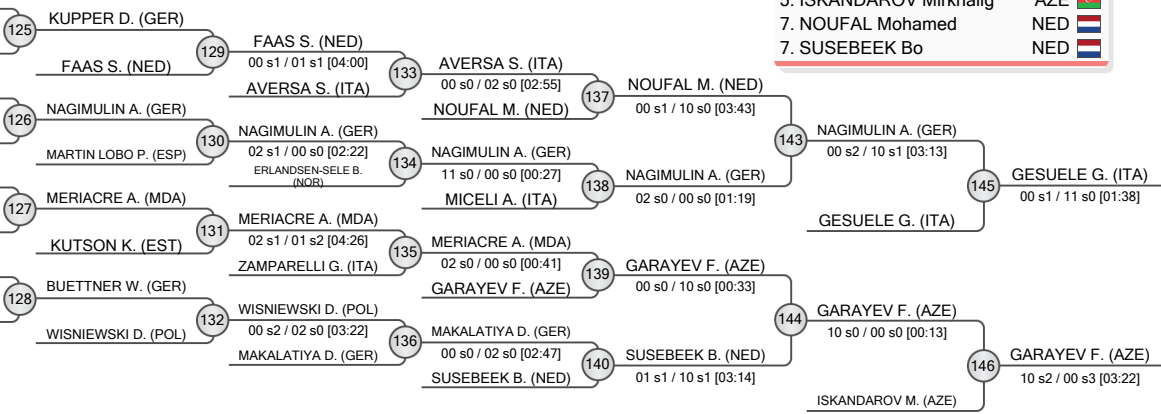 5. ISKANDAROV Mirkhalig AZE
7. NOUFAL Mohamed NED
7. SUSEBEEK Bo NED
125
KUPPER D. (GER)
FAAS S. (NED)
126
NAGIMULIN A. (GER)
MARTIN LOBO P. (ESP)
127
MERIACRE A. (MDA)
KUTSON K. (EST)
128
BUETTNER W. (GER)
WISNIEWSKI D. (POL)
129
FAAS S. (NED)
00 s1 / 01 s1 [04:00]
AVERSA S. (ITA)
130
NAGIMULIN A. (GER)
02 s1 / 00 s0 [02:22]
ERLANDSEN-SELE B.
(NOR)
131
MERIACRE A. (MDA)
02 s1 / 01 s2 [04:26]
ZAMPARELLI G. (ITA)
132
WISNIEWSKI D. (POL)
00 s2 / 02 s0 [03:22]
MAKALATIYA D. (GER)
133
AVERSA S. (ITA)
00 s0 / 02 s0 [02:55]
NOUFAL M. (NED)
134
NAGIMULIN A. (GER)
11 s0 / 00 s0 [00:27]
MICELI A. (ITA)
135
MERIACRE A. (MDA)
02 s0 / 00 s0 [00:41]
GARAYEV F. (AZE)
136
MAKALATIYA D. (GER)
00 s0 / 02 s0 [02:47]
SUSEBEEK B. (NED)
137
NOUFAL M. (NED)
00 s1 / 10 s0 [03:43]
138
NAGIMULIN A. (GER)
02 s0 / 00 s0 [01:19]
139
GARAYEV F. (AZE)
00 s0 / 10 s0 [00:33]
140
SUSEBEEK B. (NED)
01 s1 / 10 s1 [03:14]
143
NAGIMULIN A. (GER)
00 s2 / 10 s1 [03:13]
GESUELE G. (ITA)
144
GARAYEV F. (AZE)
10 s0 / 00 s0 [00:13]
ISKANDAROV M. (AZE)
145
GESUELE G. (ITA)
00 s1 / 11 s0 [01:38]
146
GARAYEV F. (AZE)
10 s2 / 00 s3 [03:22]